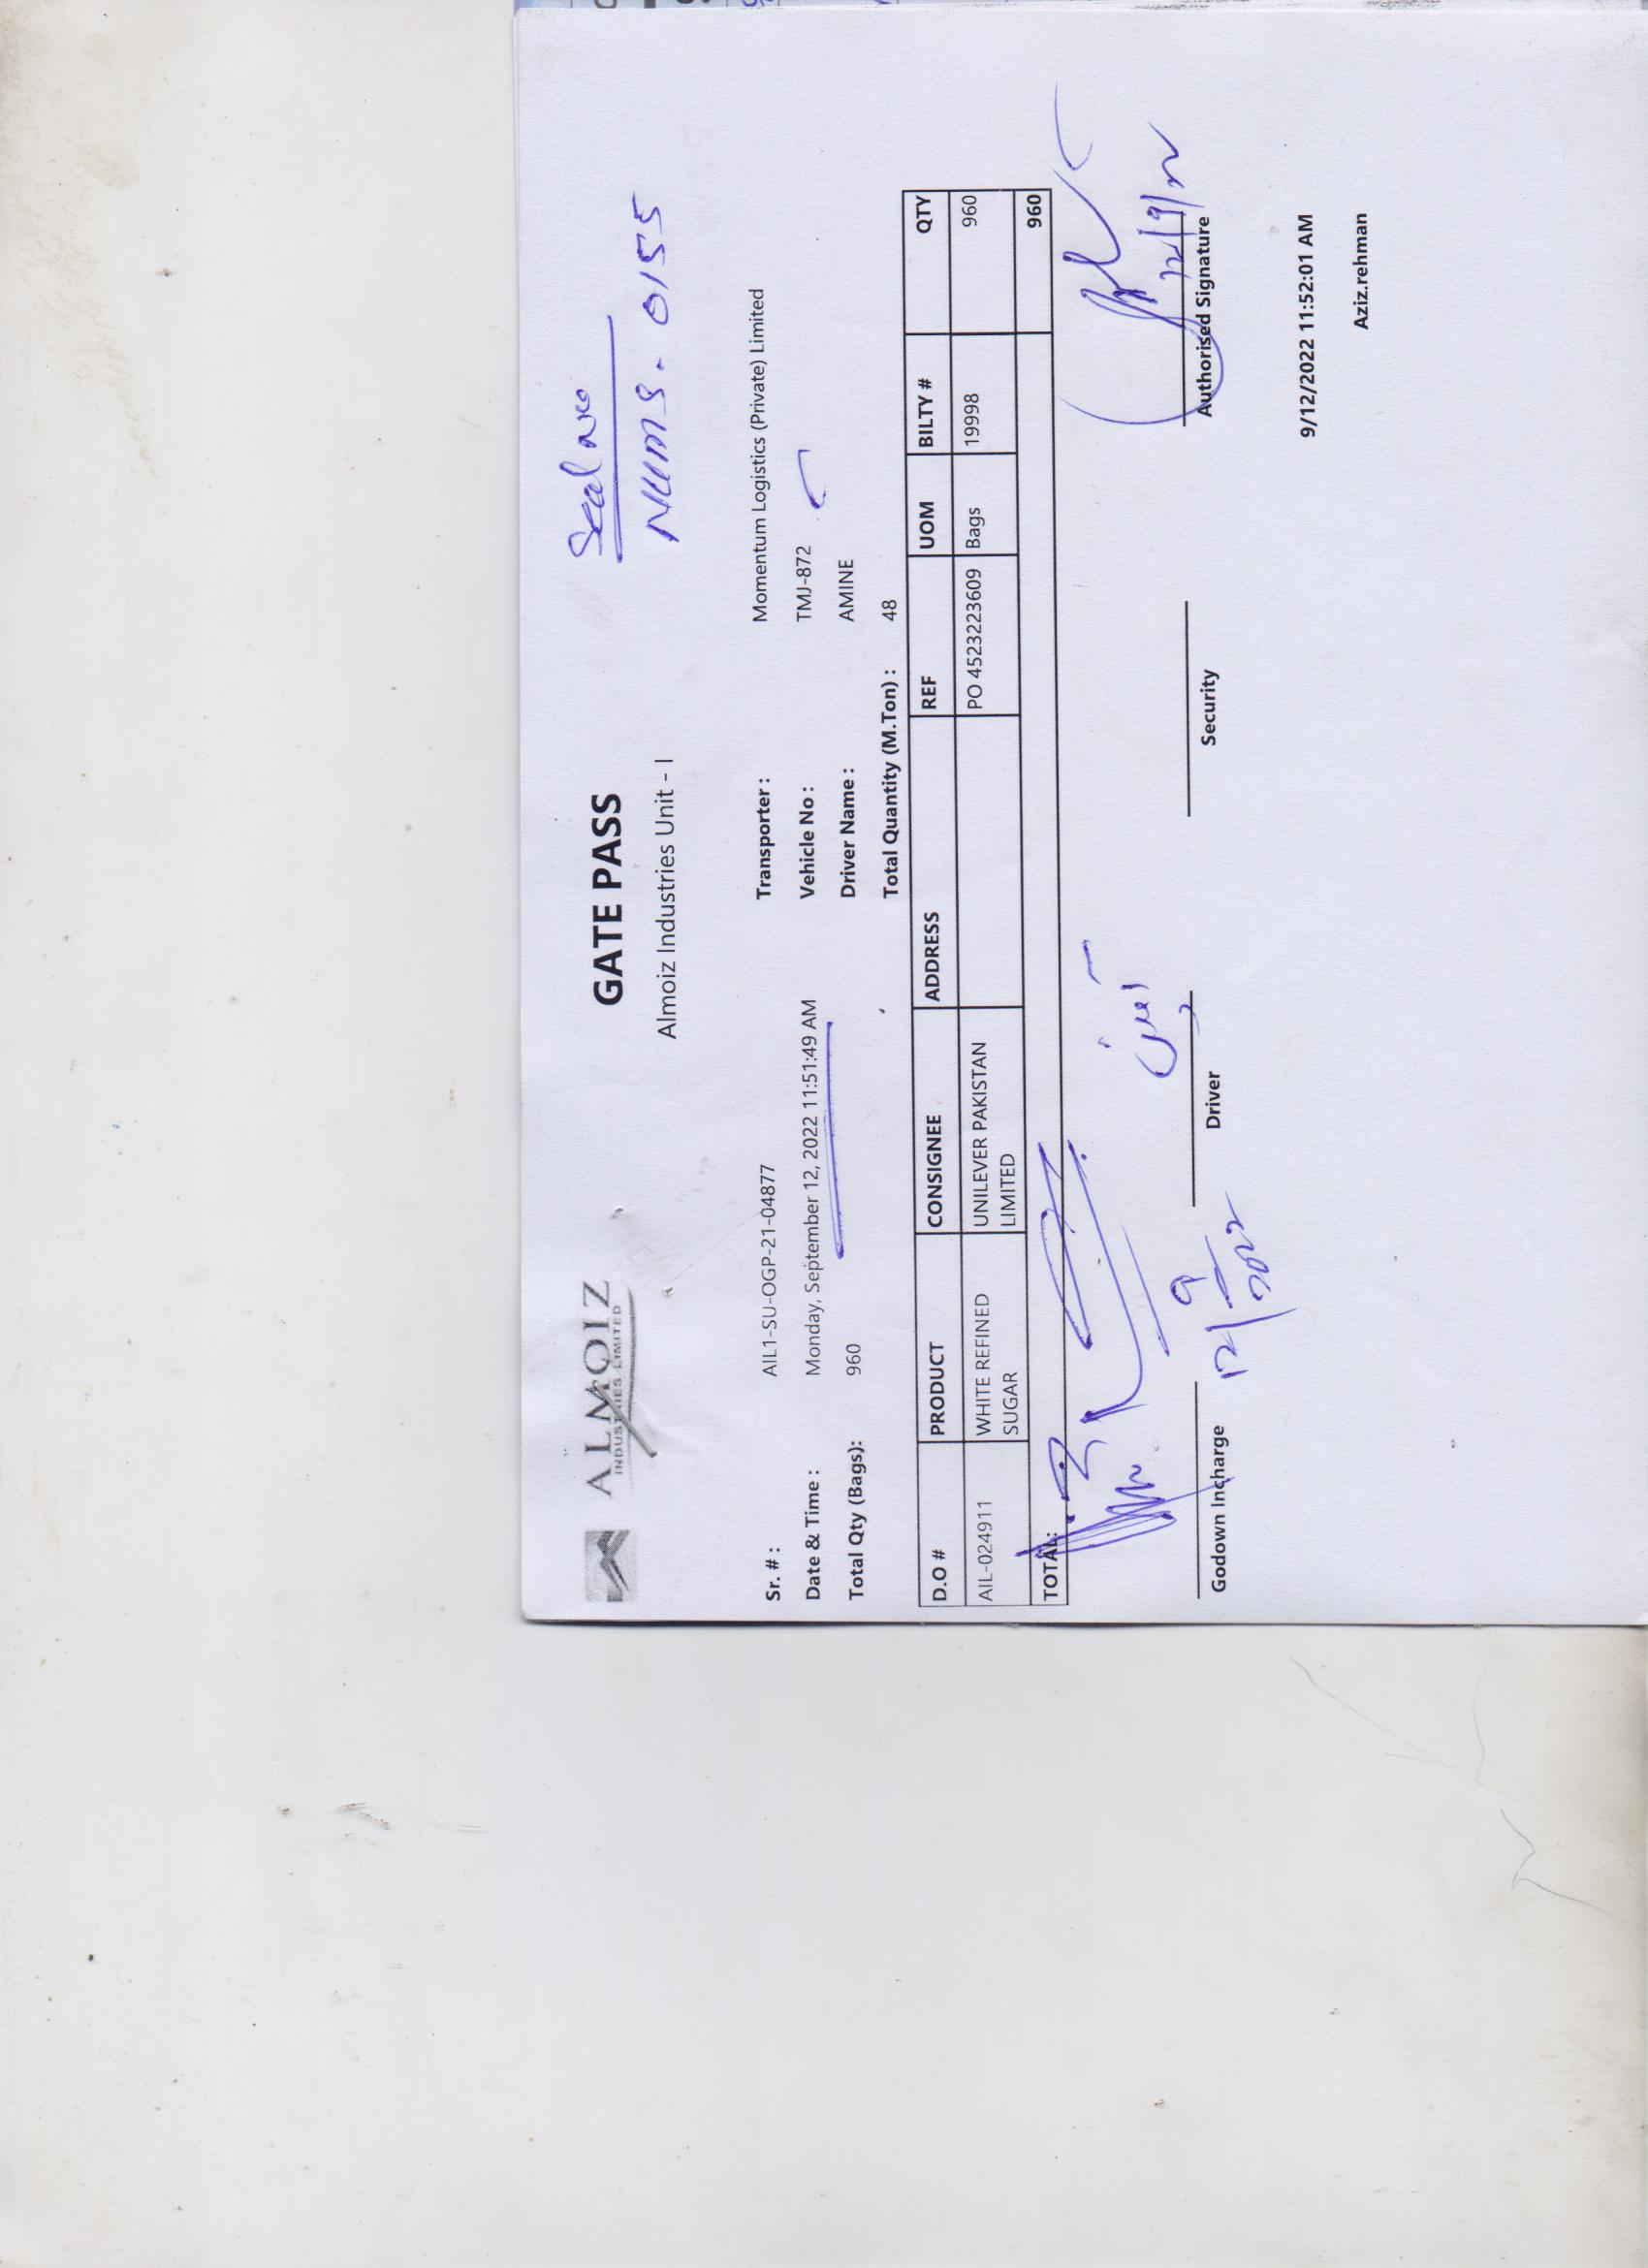 ALMOIZ
INDUSTRIES LIMITED
GATE PASS
Almoiz Industries Unit - I
Seal No
0155
Sr. # : AIL1-SU-OGP-21-04877 Transporter : Momentum Logistics (Private) Limited
Date & Time : Monday, September 12, 2022 11:51:49 AM Vehicle No : TMJ-872
Total Qty (Bags): 960 Driver Name : AMINE
Total Quantity (M.Ton) : 48
D.O # PRODUCT CONSIGNEE ADDRESS REF UOM BILTY # QTY
AIL-024911 WHITE REFINED SUGAR UNILEVER PAKISTAN LIMITED PO 4523223609 Bags 19998 960
TOTAL: 960
12/9/22
آمین
12/9/2022
Godown Incharge Driver Security Authorised Signature
9/12/2022 11:52:01 AM
Aziz.rehman